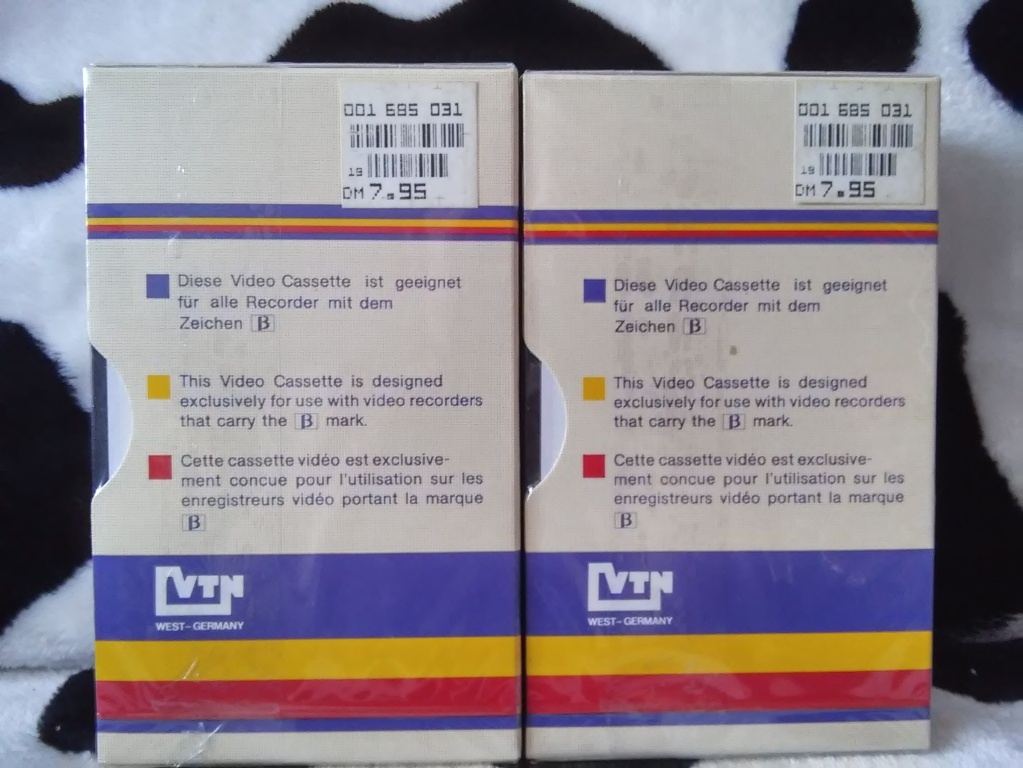 001 685 031
19
DM 7.95
Diese Video Cassette ist geeignet
für alle Recorder mit dem
Zeichen β
This Video Cassette is designed
exclusively for use with video recorders
that carry the β mark.
Cette cassette vidéo est exclusive-
ment concue pour l'utilisation sur les
enregistreurs vidéo portant la marque
β
VTN
WEST-GERMANY
001 685 031
19
DM 7.95
Diese Video Cassette ist geeignet
für alle Recorder mit dem
Zeichen β
This Video Cassette is designed
exclusively for use with video recorders
that carry the β mark.
Cette cassette vidéo est exclusive-
ment concue pour l'utilisation sur les
enregistreurs vidéo portant la marque
β
VTN
WEST-GERMANY